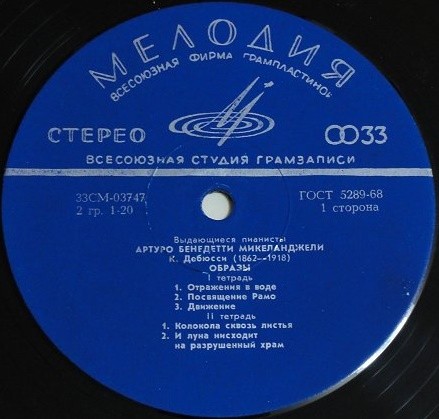 МЕЛОДИЯ
ВСЕСОЮЗНАЯ ФИРМА ГРАМПЛАСТИНОК
СТЕРЕО
33
ВСЕСОЮЗНАЯ СТУДИЯ ГРАМЗАПИСИ
33СМ-03747
ГОСТ 5289-68
2 гр. 1-20
1 сторона
Выдающиеся пианисты
АРТУРО БЕНЕДЕТТИ МИКЕЛАНДЖЕЛИ
К. Дебюсси (1862—1918)
ОБРАЗЫ
I тетрадь
1. Отражения в воде
2. Посвящение Рамо
3. Движение
II тетрадь
1. Колокола сквозь листья
2. И луна нисходит
на разрушенный храм